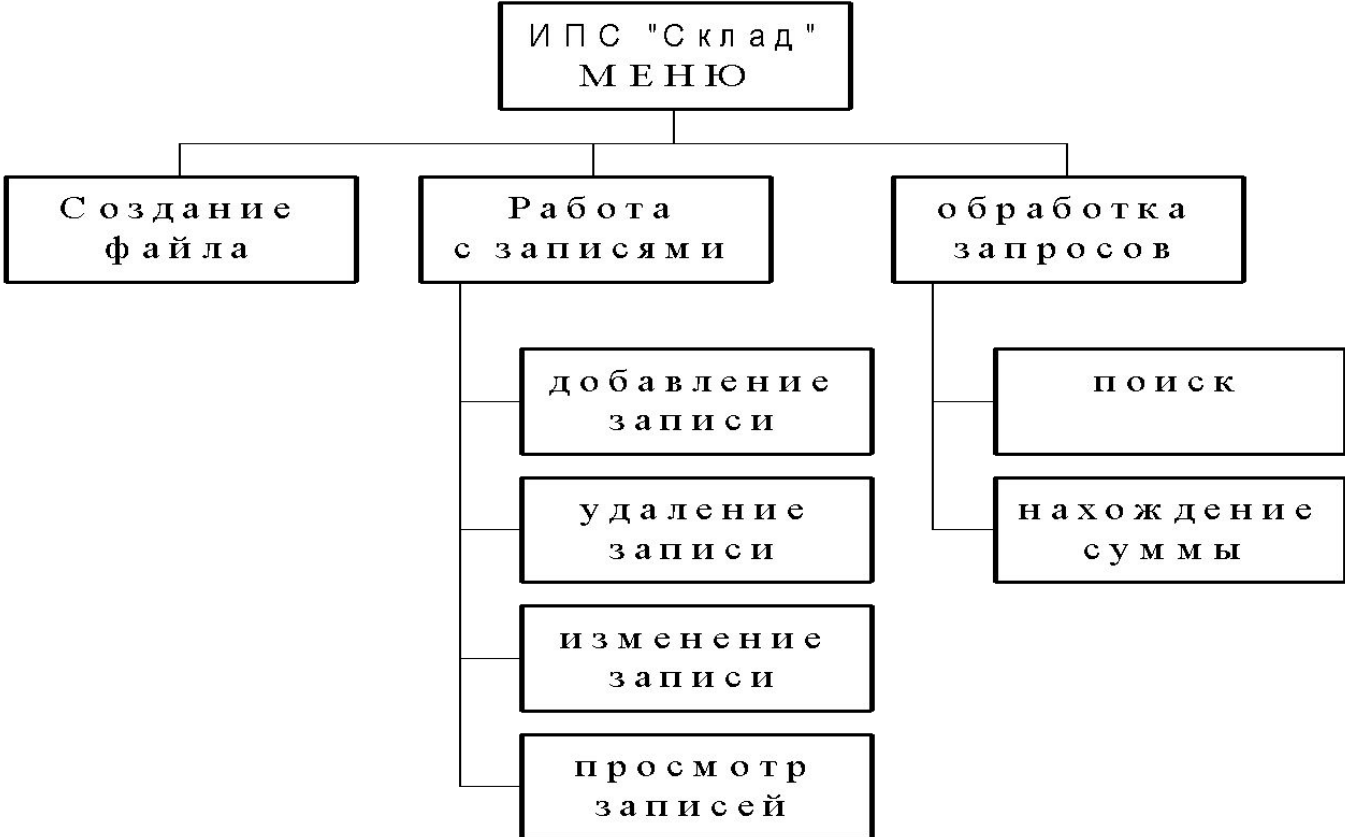 ИПС "Склад"
МЕНЮ
Создание
файла
Работа
с записями
обработка
запросов
добавление
записи
удаление
записи
изменение
записи
просмотр
записей
поиск
нахождение
суммы